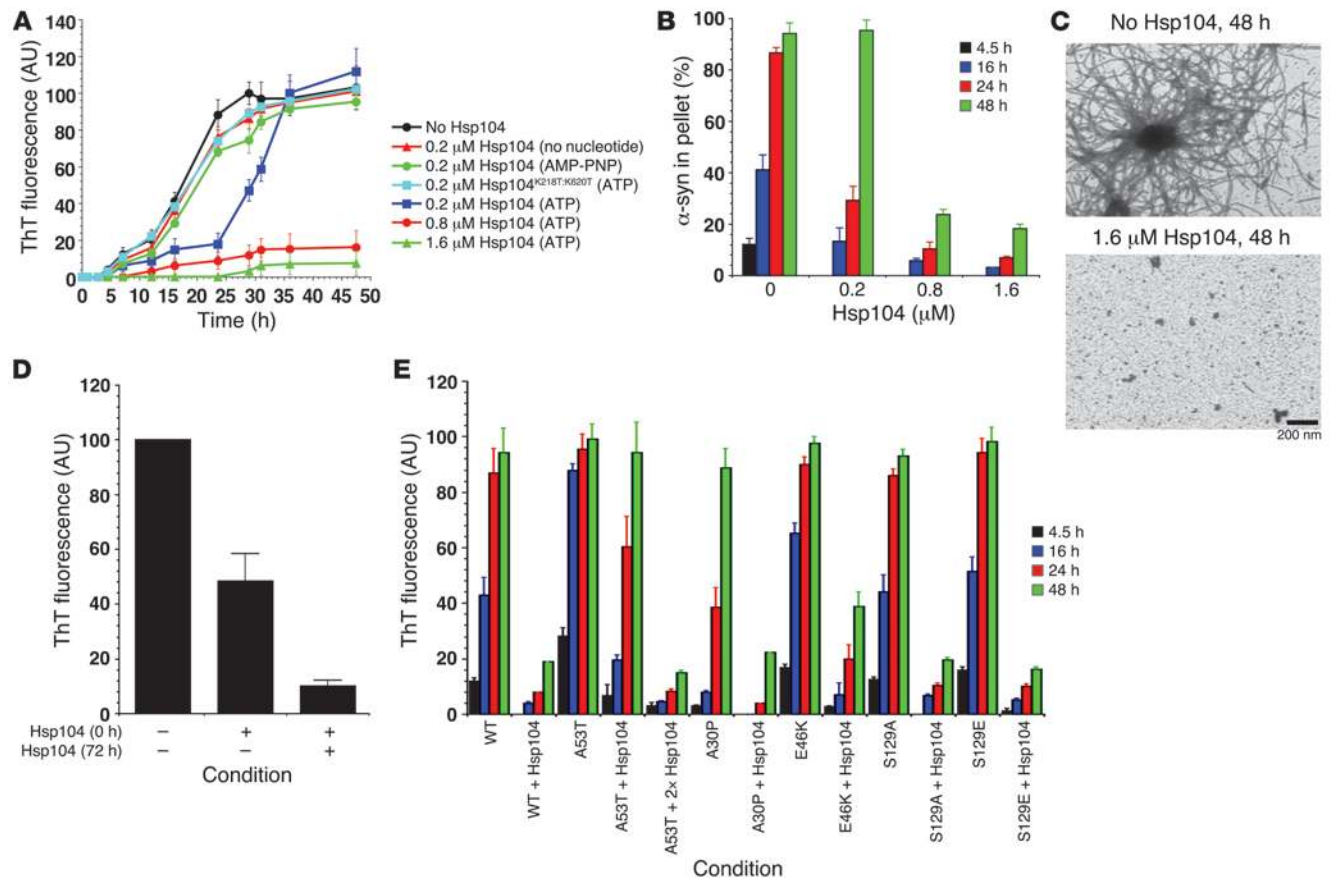 A
ThT fluorescence (AU)
140
120
100
80
60
40
20
0
0 5 10 15 20 25 30 35 40 45 50
Time (h)
No Hsp104
0.2 μM Hsp104 (no nucleotide)
0.2 μM Hsp104 (AMP-PNP)
0.2 μM Hsp104K218T:K620T (ATP)
0.2 μM Hsp104 (ATP)
0.8 μM Hsp104 (ATP)
1.6 μM Hsp104 (ATP)
B
α-syn in pellet (%)
100
80
60
40
20
0
0 0.2 0.8 1.6
Hsp104 (μM)
4.5 h
16 h
24 h
48 h
C
No Hsp104, 48 h
1.6 μM Hsp104, 48 h
200 nm
D
ThT fluorescence (AU)
120
100
80
60
40
20
0
Hsp104 (0 h) – + +
Hsp104 (72 h) – – +
Condition
E
ThT fluorescence (AU)
120
100
80
60
40
20
0
WT
WT + Hsp104
A53T
A53T + Hsp104
A53T + 2× Hsp104
A30P
A30P + Hsp104
E46K
E46K + Hsp104
S129A
S129A + Hsp104
S129E
S129E + Hsp104
Condition
4.5 h
16 h
24 h
48 h